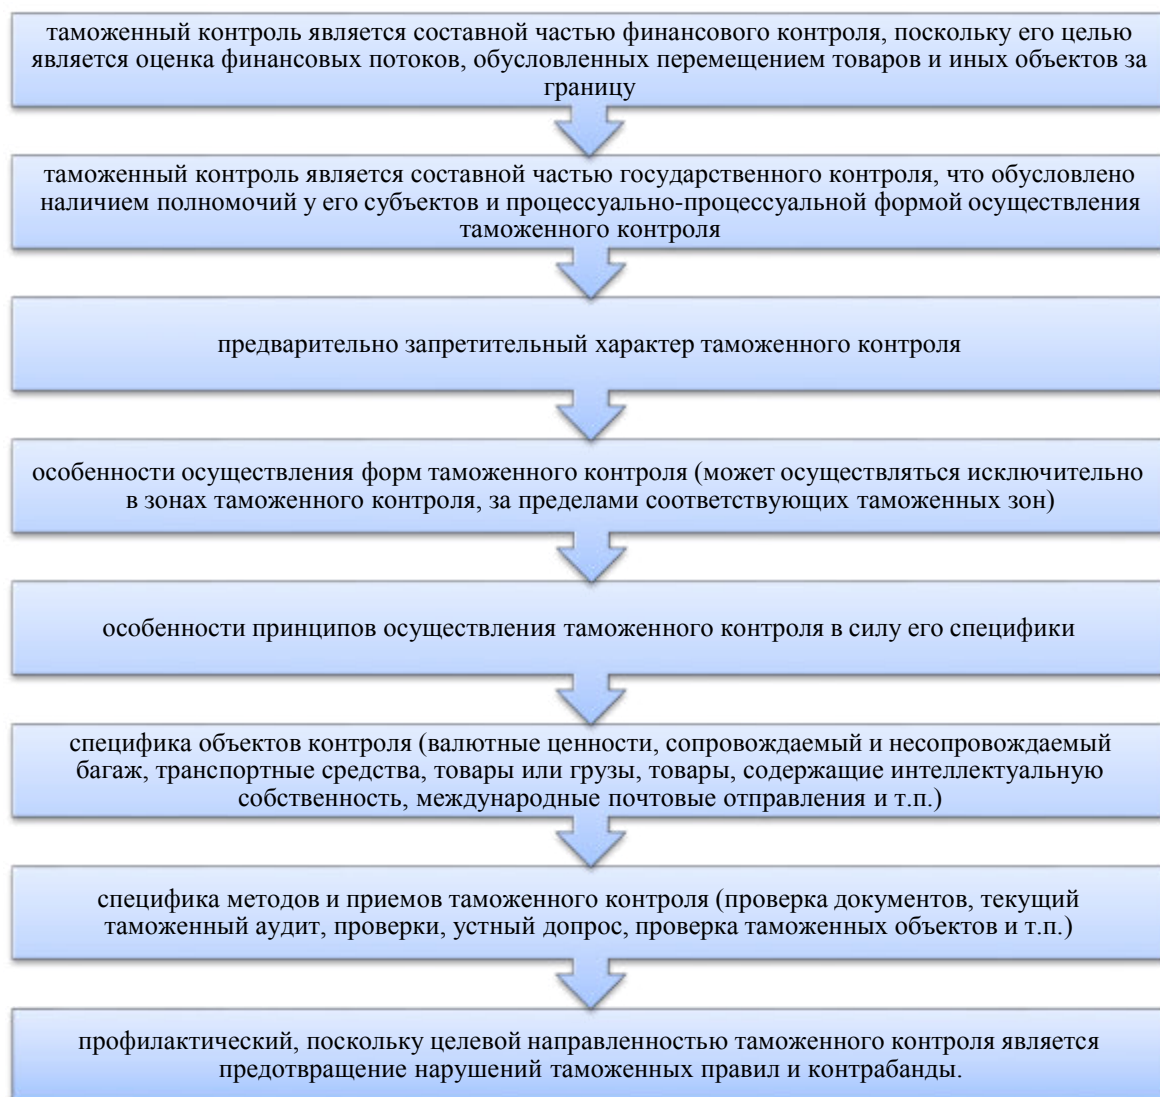 таможенный контроль является составной частью финансового контроля, поскольку его целью
является оценка финансовых потоков, обусловленных перемещением товаров и иных объектов за
границу
таможенный контроль является составной частью государственного контроля, что обусловлено
наличием полномочий у его субъектов и процессуально-процессуальной формой осуществления
таможенного контроля
предварительно запретительный характер таможенного контроля
особенности осуществления форм таможенного контроля (может осуществляться исключительно
в зонах таможенного контроля, за пределами соответствующих таможенных зон)
особенности принципов осуществления таможенного контроля в силу его специфики
специфика объектов контроля (валютные ценности, сопровождаемый и несопровождаемый
багаж, транспортные средства, товары или грузы, товары, содержащие интеллектуальную
собственность, международные почтовые отправления и т.п.)
специфика методов и приемов таможенного контроля (проверка документов, текущий
таможенный аудит, проверки, устный допрос, проверка таможенных объектов и т.п.)
профилактический, поскольку целевой направленностью таможенного контроля является
предотвращение нарушений таможенных правил и контрабанды.